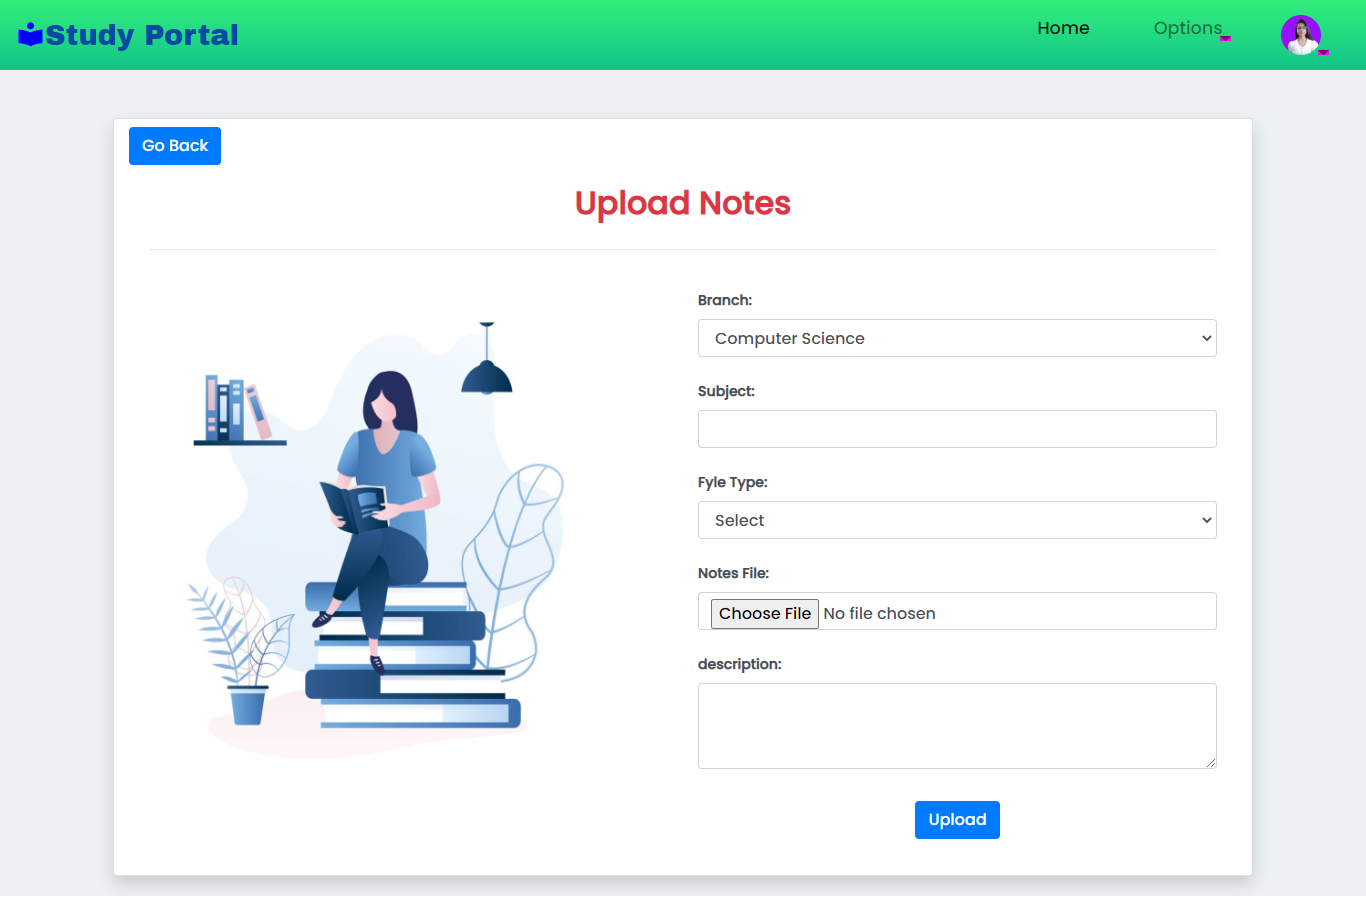 Study Portal
Home
Options
Go Back
Upload Notes
Branch:
Computer Science
Subject:
Fyle Type:
Select
Notes File:
Choose File No file chosen
description:
Upload